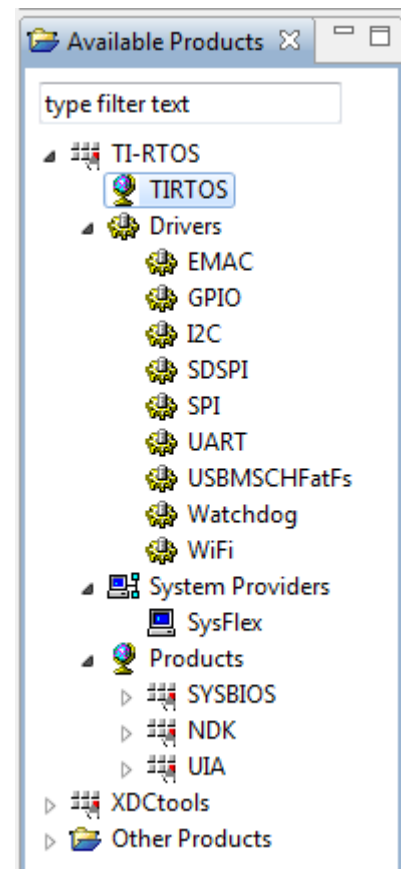 Available Products
type filter text
TI-RTOS
TIRTOS
Drivers
EMAC
GPIO
I2C
SDSPI
SPI
UART
USBMSCHFatFs
Watchdog
WiFi
System Providers
SysFlex
Products
SYSBIOS
NDK
UIA
XDCtools
Other Products